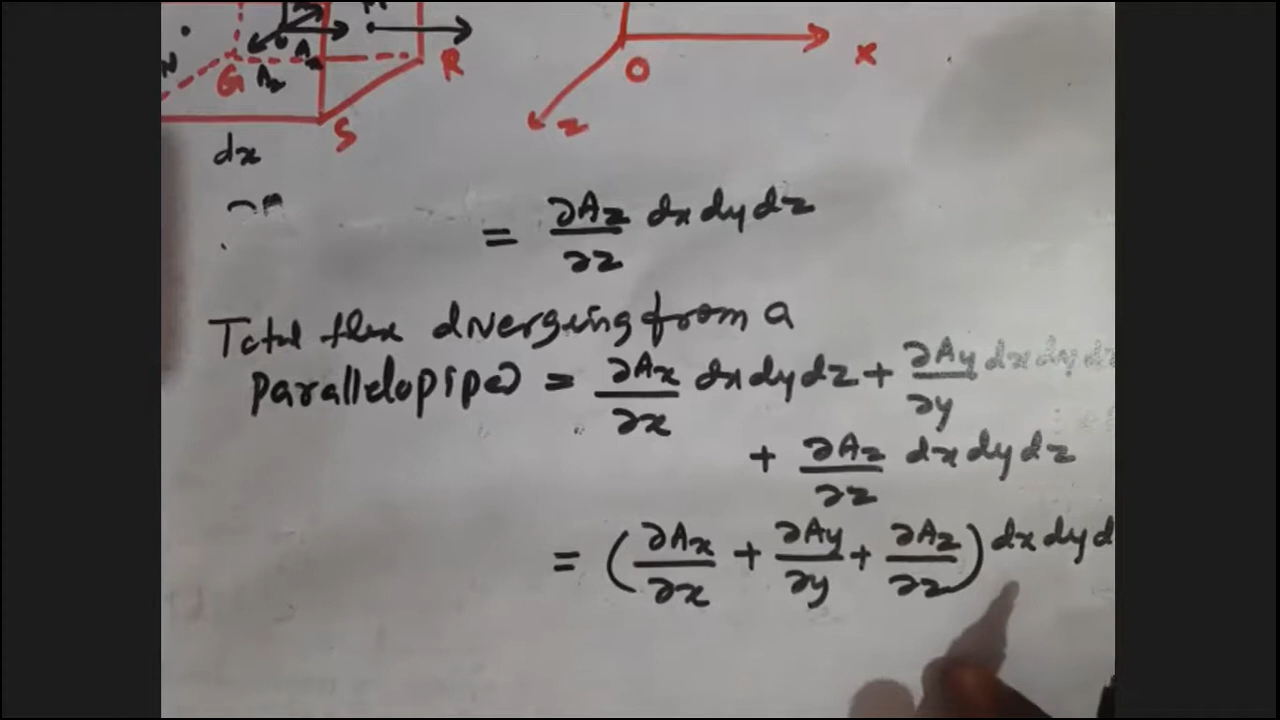 G
R
S
A₂
O
x
z
dx
= ∂Az/∂z dx dy dz
Total flux diverging from a
parallelopiped = ∂Ax/∂x dx dy dz + ∂Ay/∂y dx dy dz
+ ∂Az/∂z dx dy dz
= (∂Ax/∂x + ∂Ay/∂y + ∂Az/∂z) dx dy d